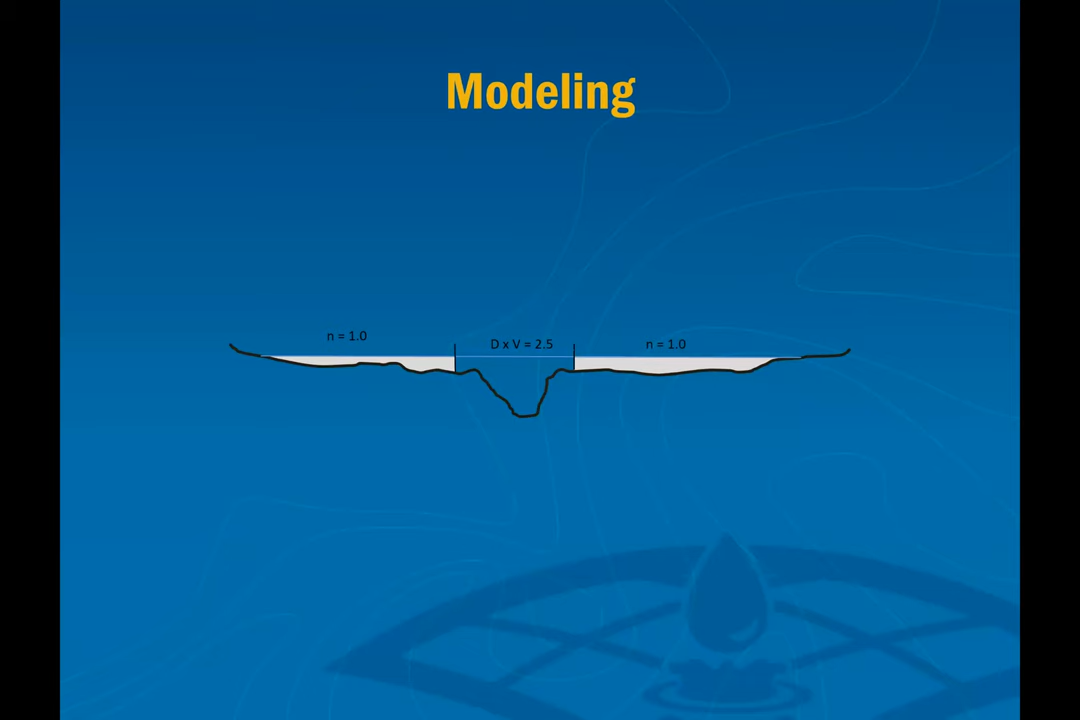 Modeling
n = 1.0
D x V = 2.5
n = 1.0